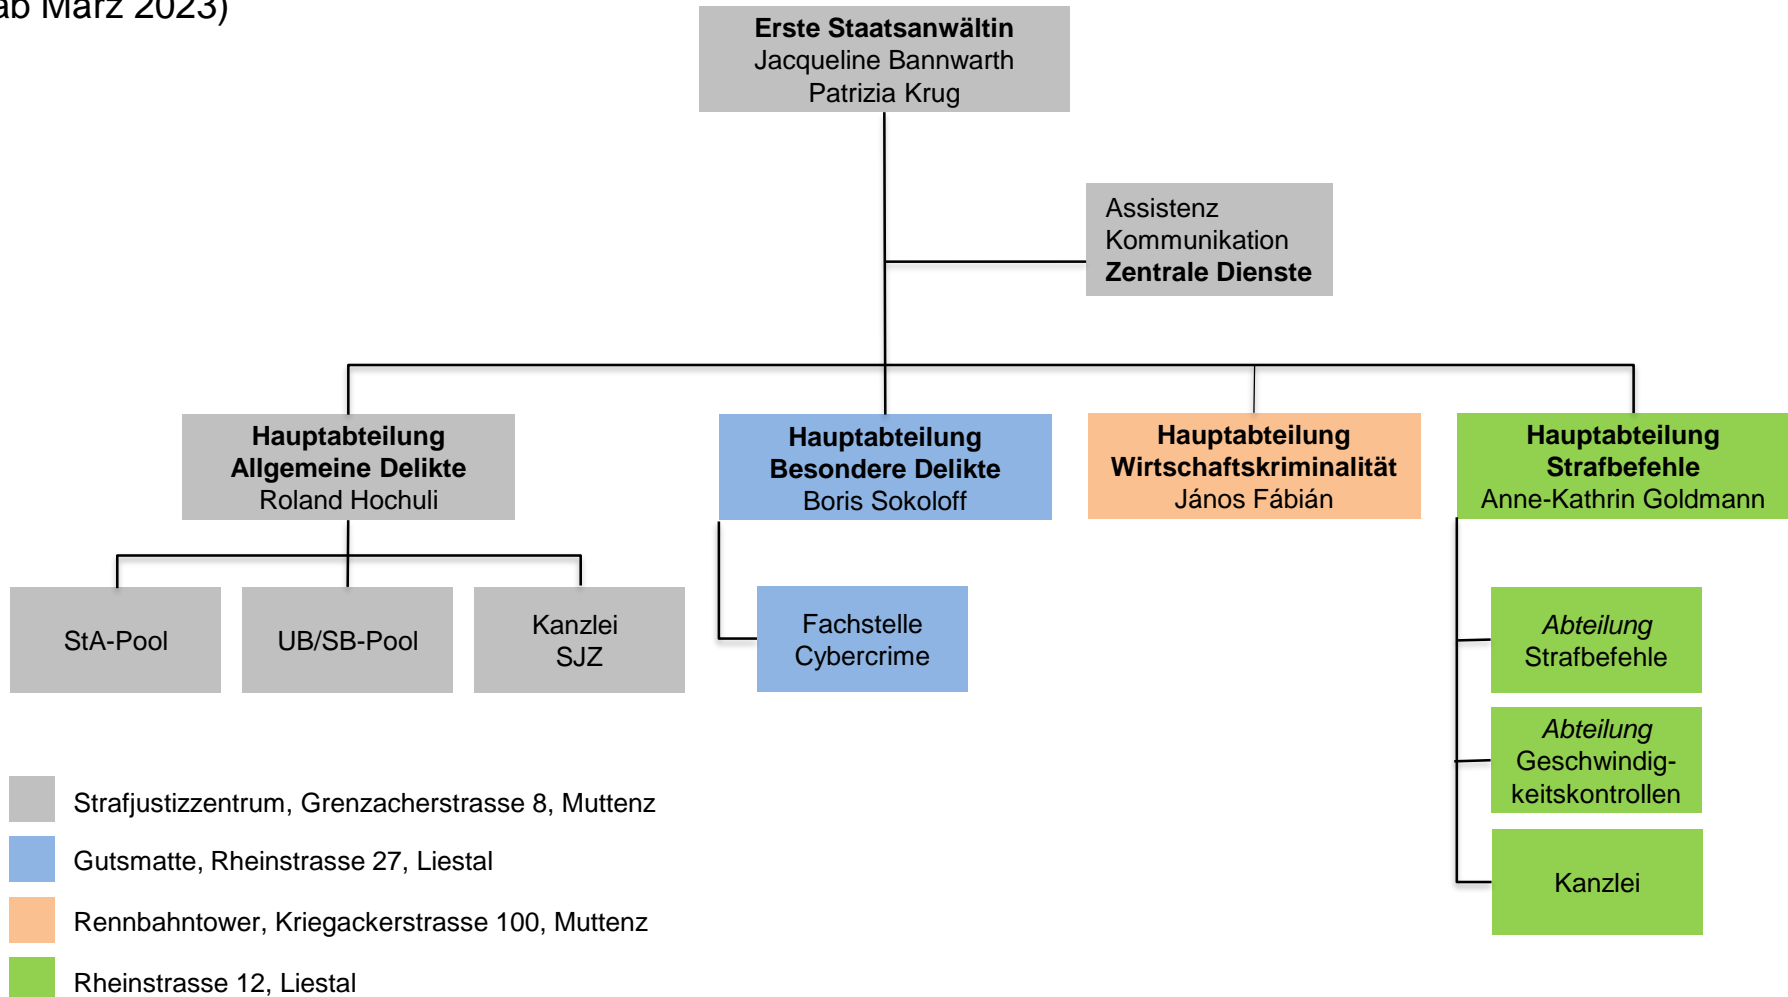 ab März 2023)
Erste Staatsanwältin
Jacqueline Bannwarth
Patrizia Krug
Assistenz
Kommunikation
Zentrale Dienste
Hauptabteilung
Allgemeine Delikte
Roland Hochuli
Hauptabteilung
Besondere Delikte
Boris Sokoloff
Hauptabteilung
Wirtschaftskriminalität
János Fábián
Hauptabteilung
Strafbefehle
Anne-Kathrin Goldmann
StA-Pool
UB/SB-Pool
Kanzlei
SJZ
Fachstelle
Cybercrime
Abteilung
Strafbefehle
Abteilung
Geschwindig-
keitskontrollen
Kanzlei
Strafjustizzentrum, Grenzacherstrasse 8, Muttenz
Gutsmatte, Rheinstrasse 27, Liestal
Rennbahntower, Kriegackerstrasse 100, Muttenz
Rheinstrasse 12, Liestal